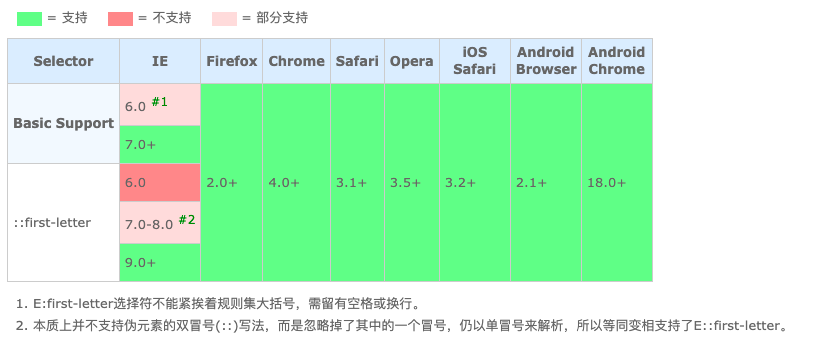 = 支持 = 不支持 = 部分支持
Selector IE Firefox Chrome Safari Opera iOS Safari Android Browser Android Chrome
Basic Support 6.0 #1
7.0+
::first-letter 6.0 2.0+ 4.0+ 3.1+ 3.5+ 3.2+ 2.1+ 18.0+
7.0-8.0 #2
9.0+
1. E:first-letter选择符不能紧挨着规则集大括号，需留有空格或换行。
2. 本质上并不支持伪元素的双冒号(::)写法，而是忽略掉了其中的一个冒号，仍以单冒号来解析，所以等同变相支持了E::first-letter。